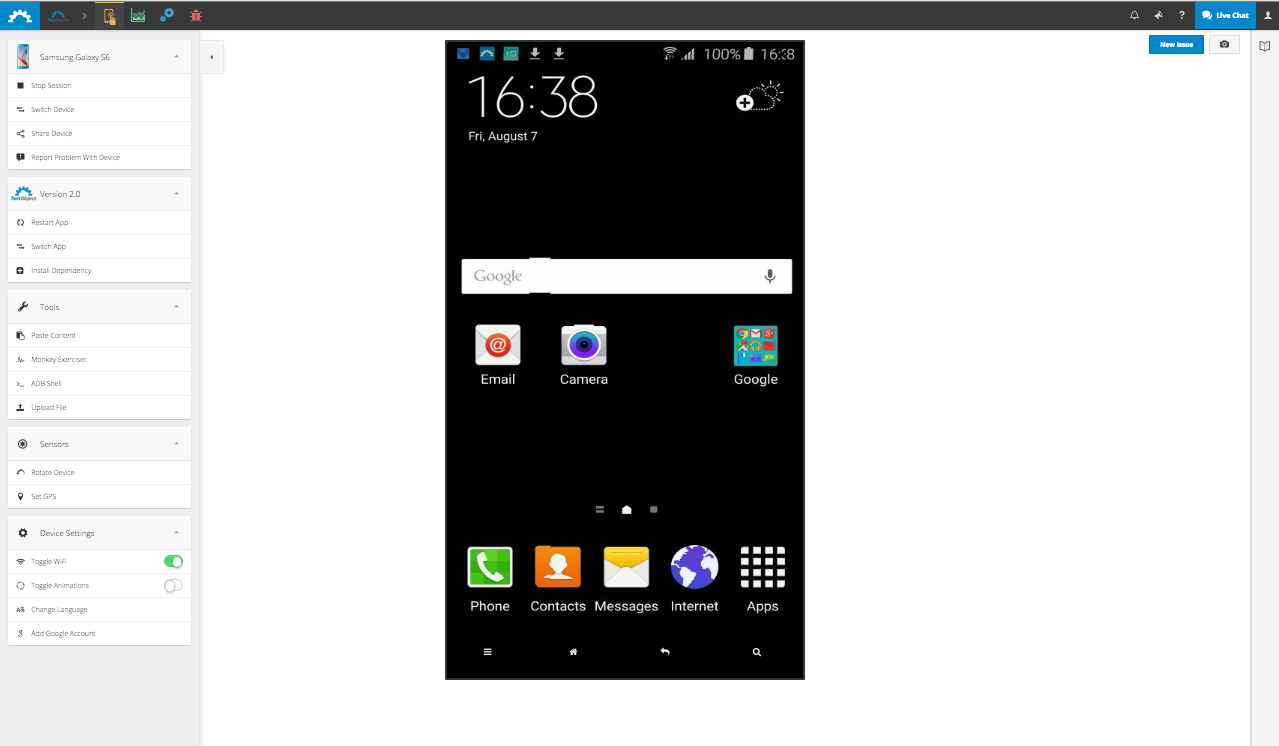 Live Chat
Samsung Galaxy S6
Stop Session
Switch Device
Share Device
Report Problem With Device
TestObject
Version 2.0
Restart App
Switch App
Install Dependency
Tools
Paste Content
Monkey Exerciser
ADB Shell
Upload File
Sensors
Rotate Device
Set GPS
Device Settings
Toggle WiFi
Toggle Animations
Change Language
Add Google Account
New Issue
100% 16:38
16:38
Fri, August 7
Google
Email Camera Google
Phone Contacts Messages Internet Apps